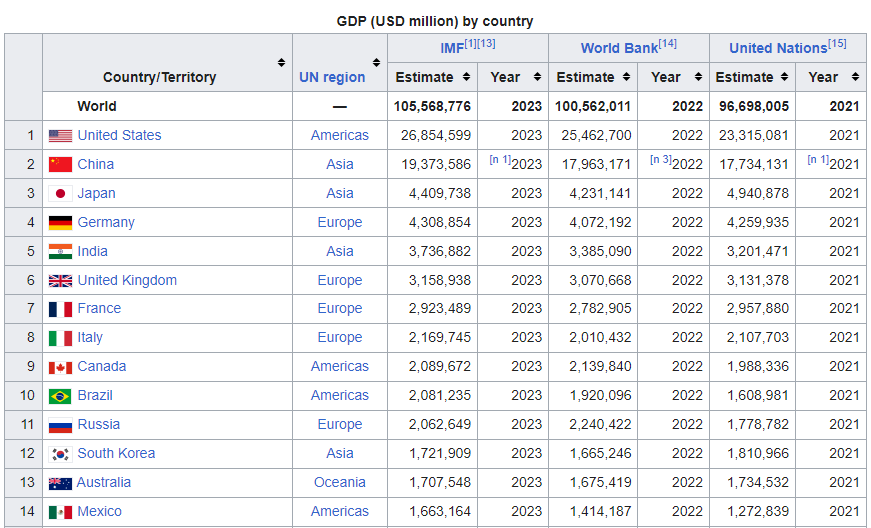 GDP (USD million) by country
Country/Territory UN region IMF[1][13] World Bank[14] United Nations[15]
Estimate Year Estimate Year Estimate Year
World — 105,568,776 2023 100,562,011 2022 96,698,005 2021
1 United States Americas 26,854,599 2023 25,462,700 2022 23,315,081 2021
2 China Asia 19,373,586 [n 1]2023 17,963,171 [n 3]2022 17,734,131 [n 1]2021
3 Japan Asia 4,409,738 2023 4,231,141 2022 4,940,878 2021
4 Germany Europe 4,308,854 2023 4,072,192 2022 4,259,935 2021
5 India Asia 3,736,882 2023 3,385,090 2022 3,201,471 2021
6 United Kingdom Europe 3,158,938 2023 3,070,668 2022 3,131,378 2021
7 France Europe 2,923,489 2023 2,782,905 2022 2,957,880 2021
8 Italy Europe 2,169,745 2023 2,010,432 2022 2,107,703 2021
9 Canada Americas 2,089,672 2023 2,139,840 2022 1,988,336 2021
10 Brazil Americas 2,081,235 2023 1,920,096 2022 1,608,981 2021
11 Russia Europe 2,062,649 2023 2,240,422 2022 1,778,782 2021
12 South Korea Asia 1,721,909 2023 1,665,246 2022 1,810,966 2021
13 Australia Oceania 1,707,548 2023 1,675,419 2022 1,734,532 2021
14 Mexico Americas 1,663,164 2023 1,414,187 2022 1,272,839 2021